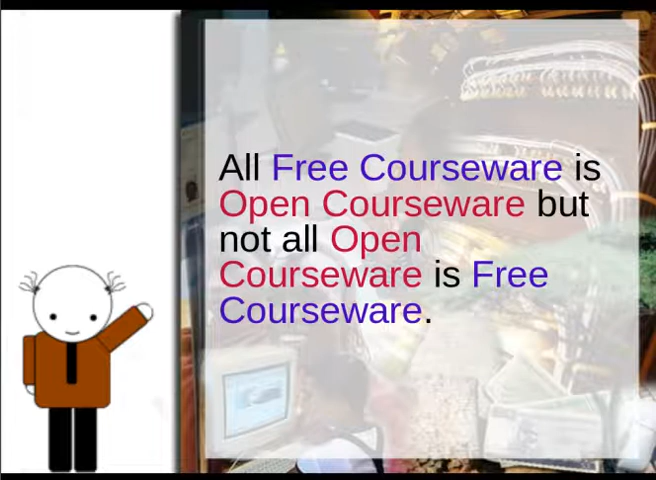 All Free Courseware is
Open Courseware but
not all Open
Courseware is Free
Courseware.